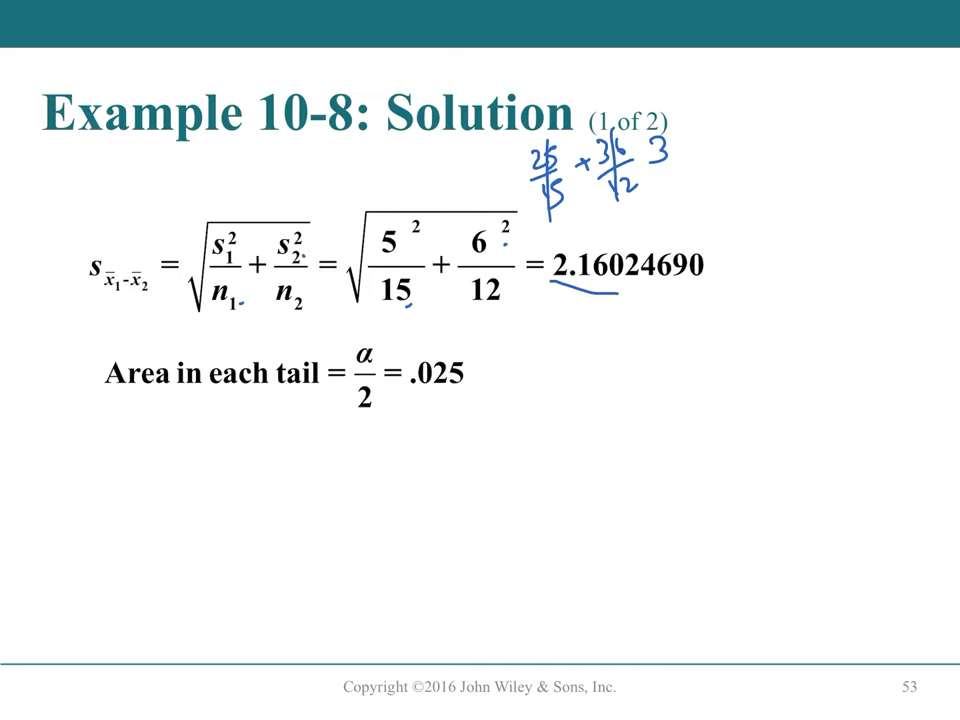 Example 10-8: Solution (1 of 2)
25/15 + 36/12 3
s x̄₁-x̄₂ = √(s₁²/n₁ + s₂²/n₂) = √(5²/15 + 6²/12) = 2.16024690
Area in each tail = α/2 = .025
Copyright ©2016 John Wiley & Sons, Inc. 53